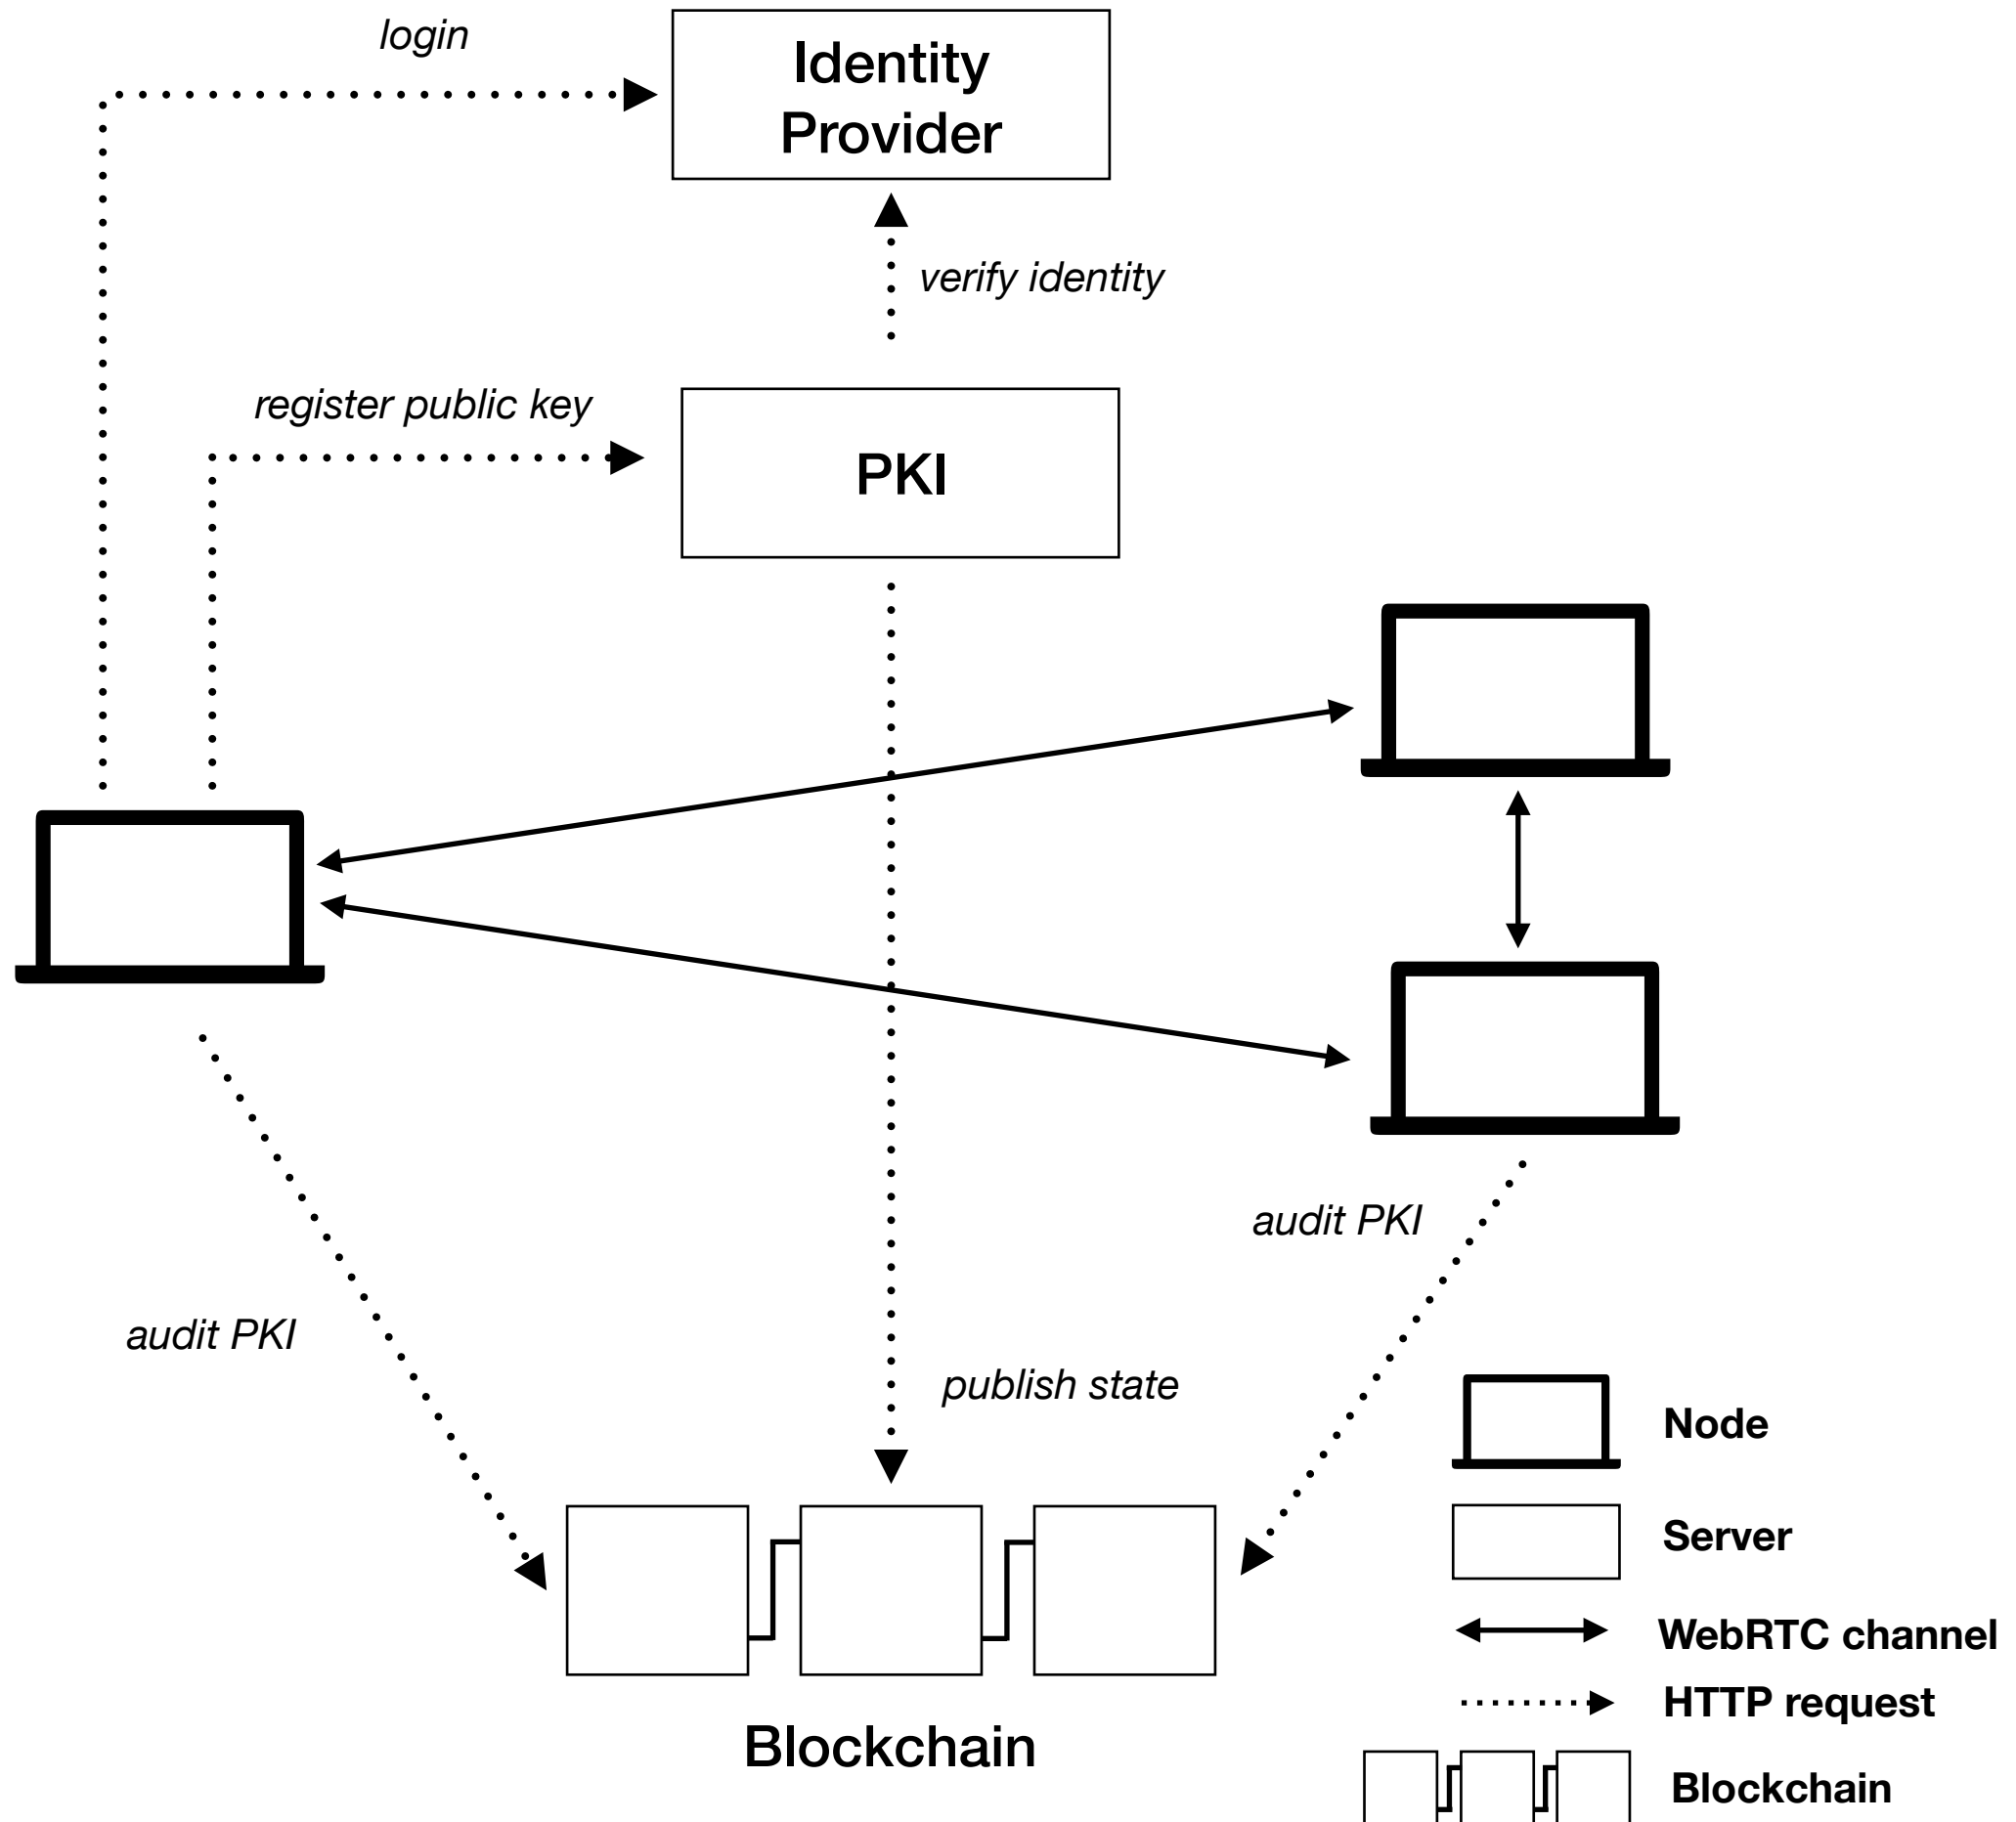 login
Identity
Provider
verify identity
register public key
PKI
audit PKI
audit PKI
publish state
Node
Server
WebRTC channel
HTTP request
Blockchain
Blockchain